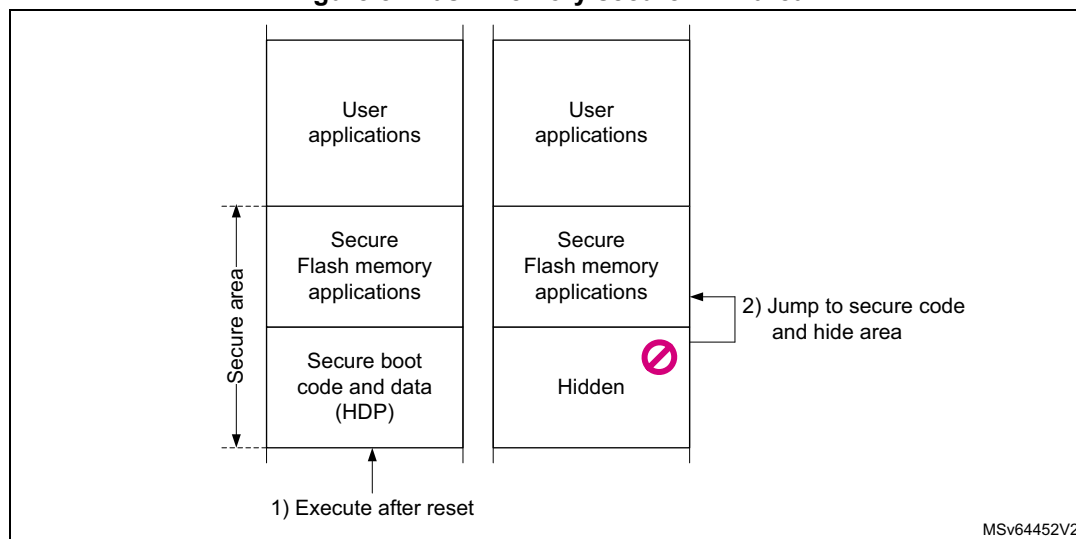 User
applications
User
applications
Secure area
Secure
Flash memory
applications
Secure
Flash memory
applications
2) Jump to secure code
and hide area
Secure boot
code and data
(HDP)
Hidden
1) Execute after reset
MSv64452V2